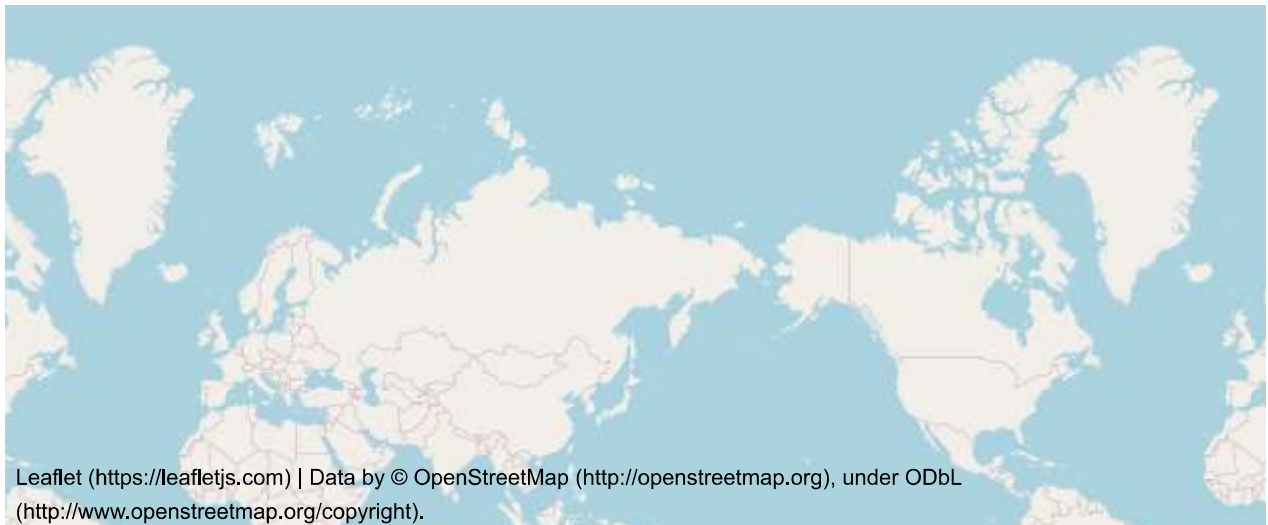 Leaflet (https://leafletjs.com) | Data by © OpenStreetMap (http://openstreetmap.org), under ODbL
(http://www.openstreetmap.org/copyright).